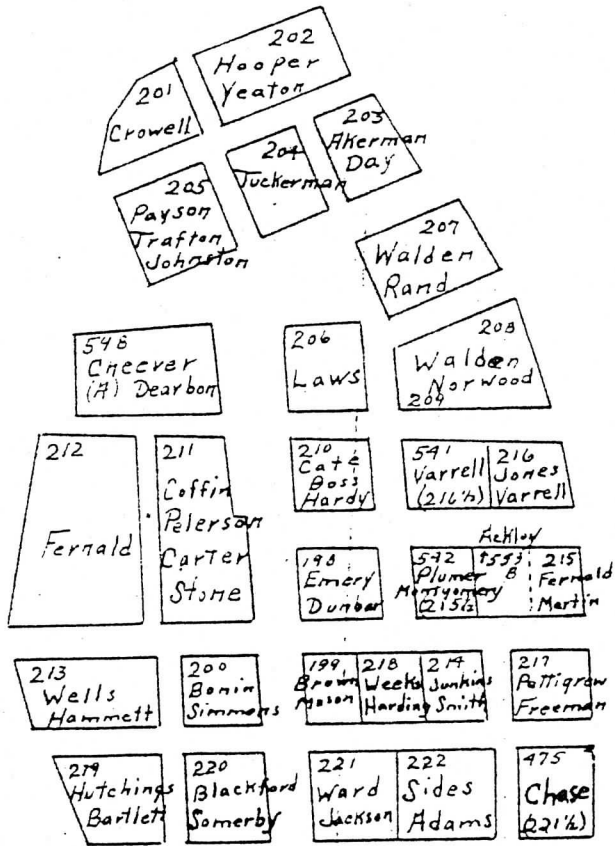 202
Hooper
Yeaton
201
Crowell
203
Akerman
Day
204
Tuckerman
205
Payson
Trafton
Johnston
207
Walden
Rand
548
Cheever
(A) Dearborn
206
Laws
208
Walden
Norwood
209
212
Fernald
211
Coffin
Peterson
Carter
Stone
210
Cate
Doss
Hardy
541
Varrell
(216½)
216
Jones
Varrell
198
Emery
Dunbar
Ackley
542
Plumer
Montgomery
(215½)
↑553
B
215
Fernald
Martin
213
Wells
Hammett
200
Bonin
Simmons
199
Brown
Mason
218
Weeks
Harding
214
Junkins
Smith
217
Pettigrew
Freeman
219
Hutchings
Bartlett
220
Blackford
Somerby
221
Ward
Jackson
222
Sides
Adams
475
Chase
(221½)